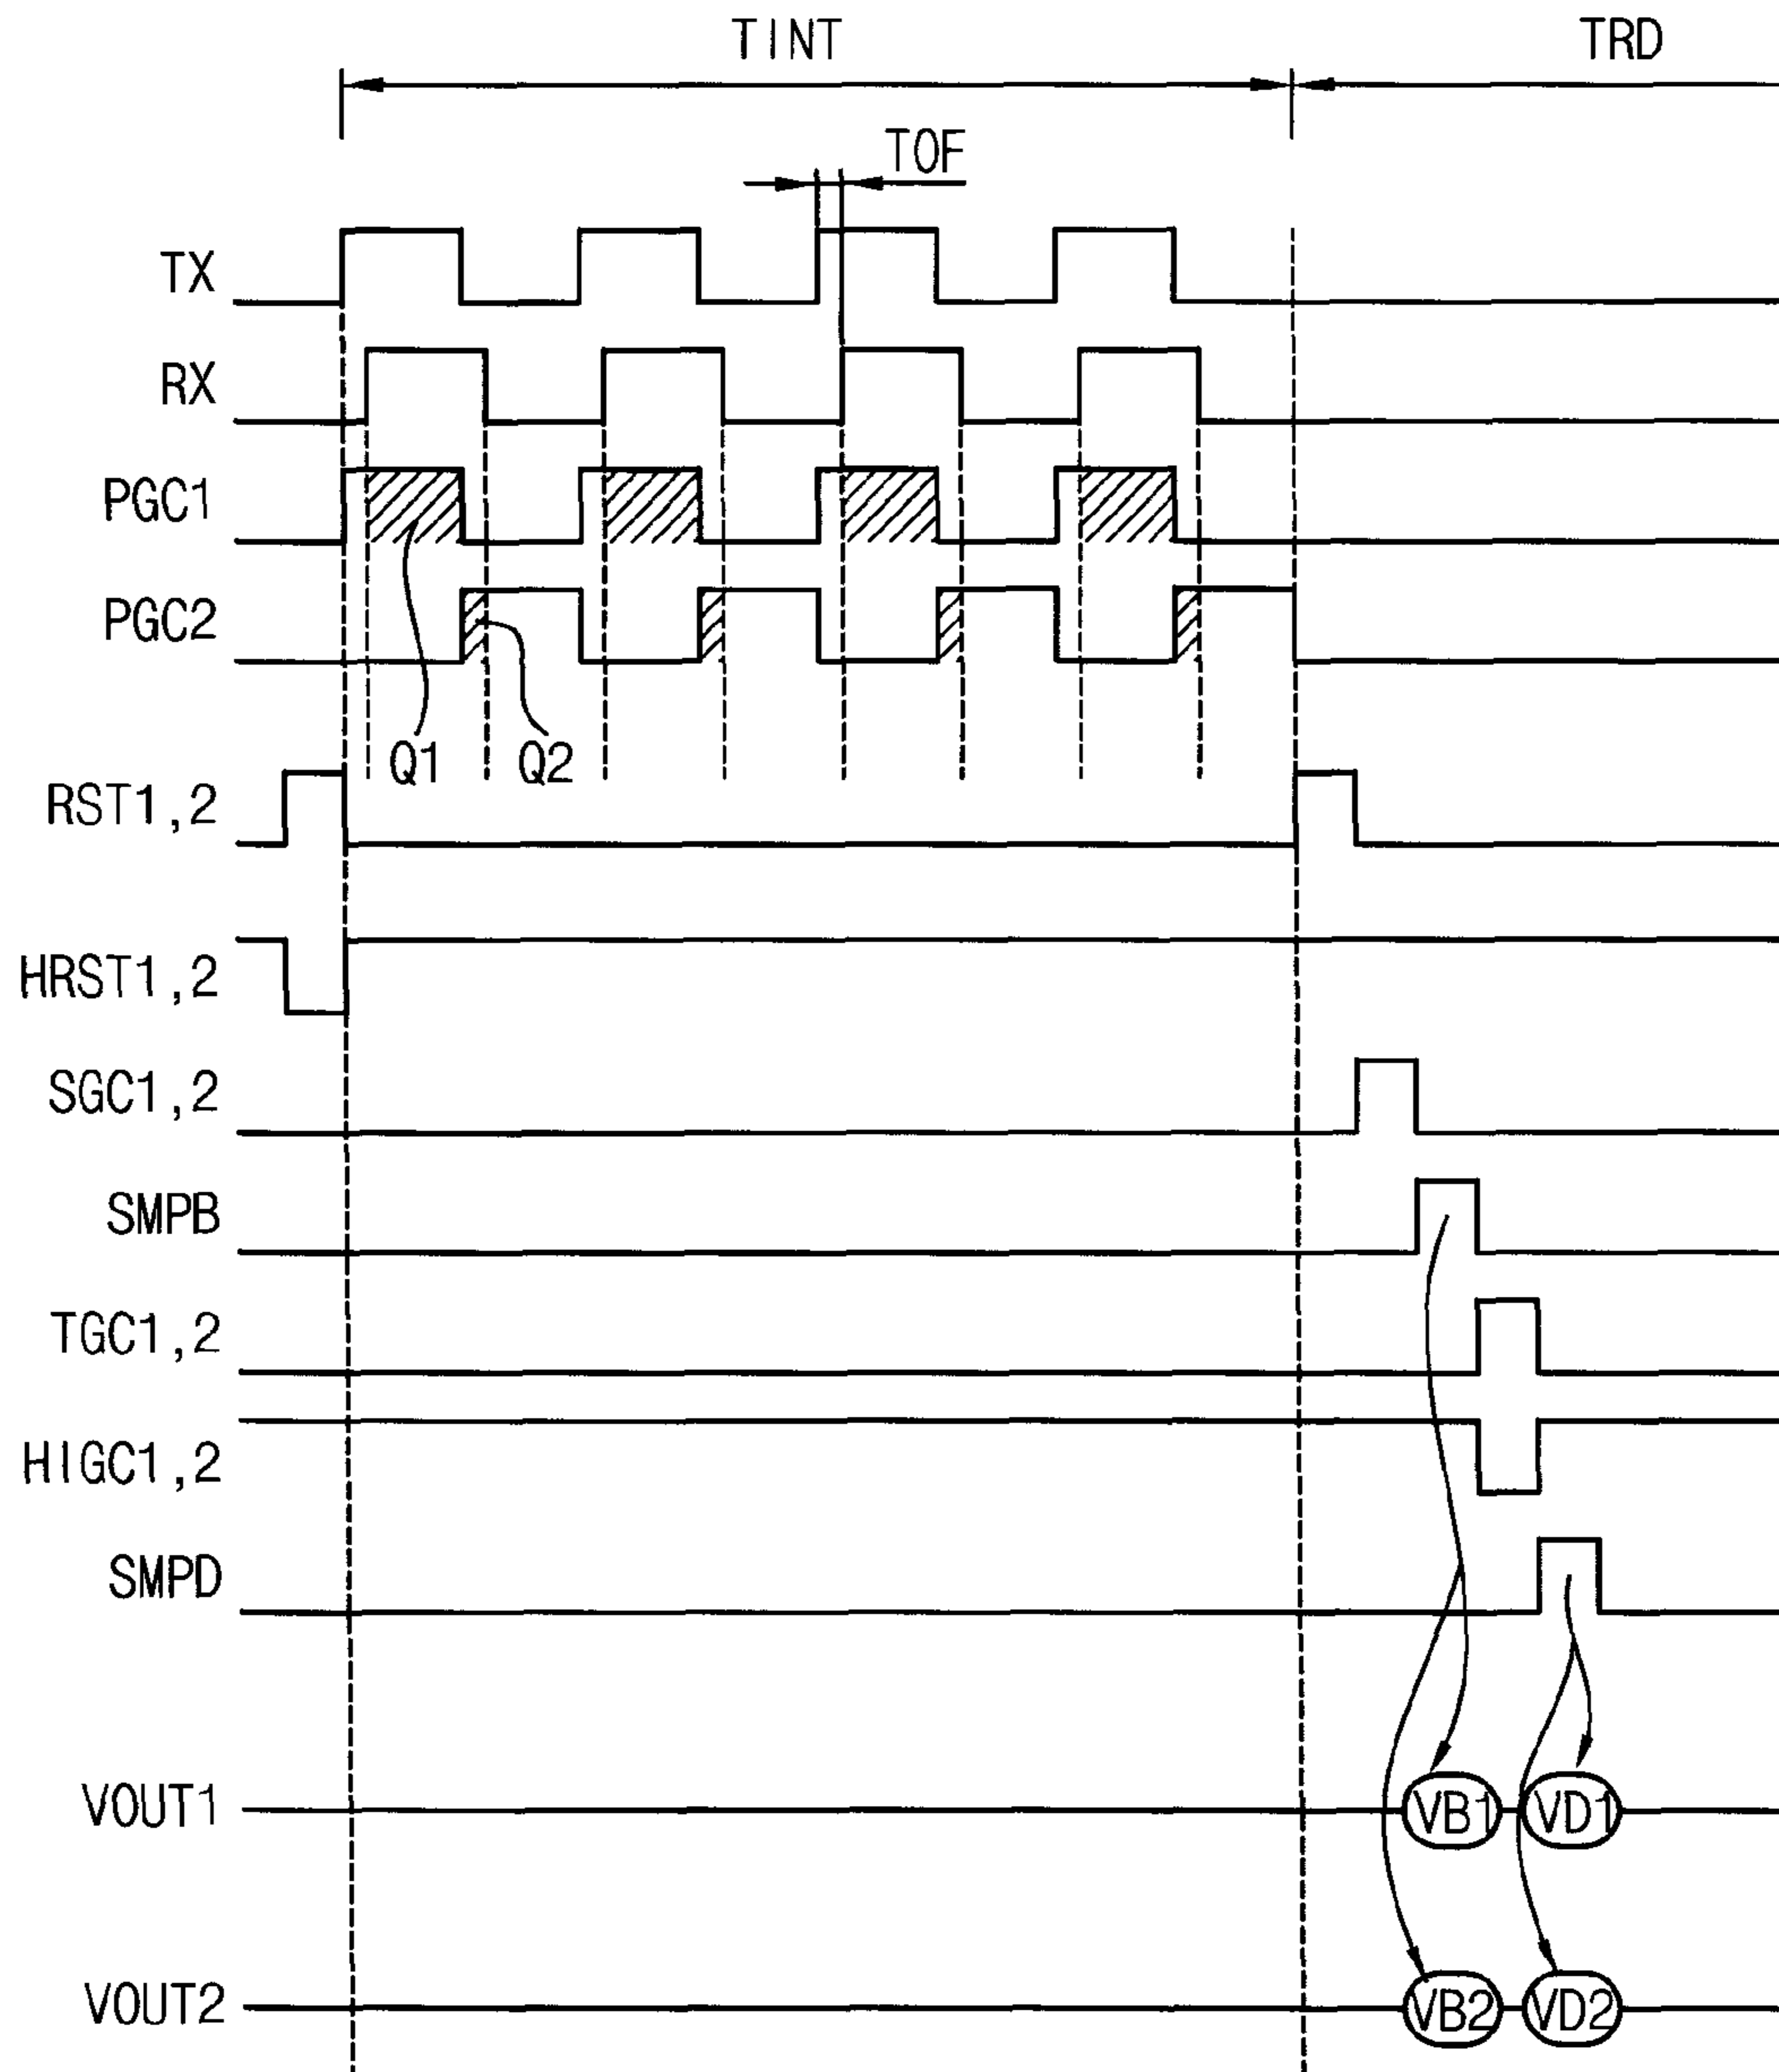 TINT TRD
TOF
TX
RX
PGC1
PGC2
Q1 Q2
RST1,2
HRST1,2
SGC1,2
SMPB
TGC1,2
HIGC1,2
SMPD
VOUT1 VB1 VD1
VOUT2 VB2 VD2